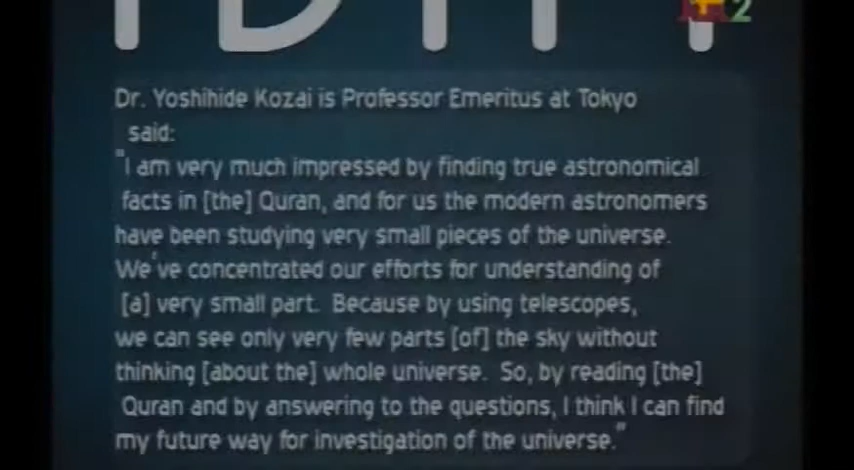 Dr. Yoshihide Kozai is Professor Emeritus at Tokyo
said:
"I am very much impressed by finding true astronomical
facts in [the] Quran, and for us the modern astronomers
have been studying very small pieces of the universe.
We've concentrated our efforts for understanding of
[a] very small part. Because by using telescopes,
we can see only very few parts [of] the sky without
thinking [about the] whole universe. So, by reading [the]
Quran and by answering to the questions, I think I can find
my future way for investigation of the universe."